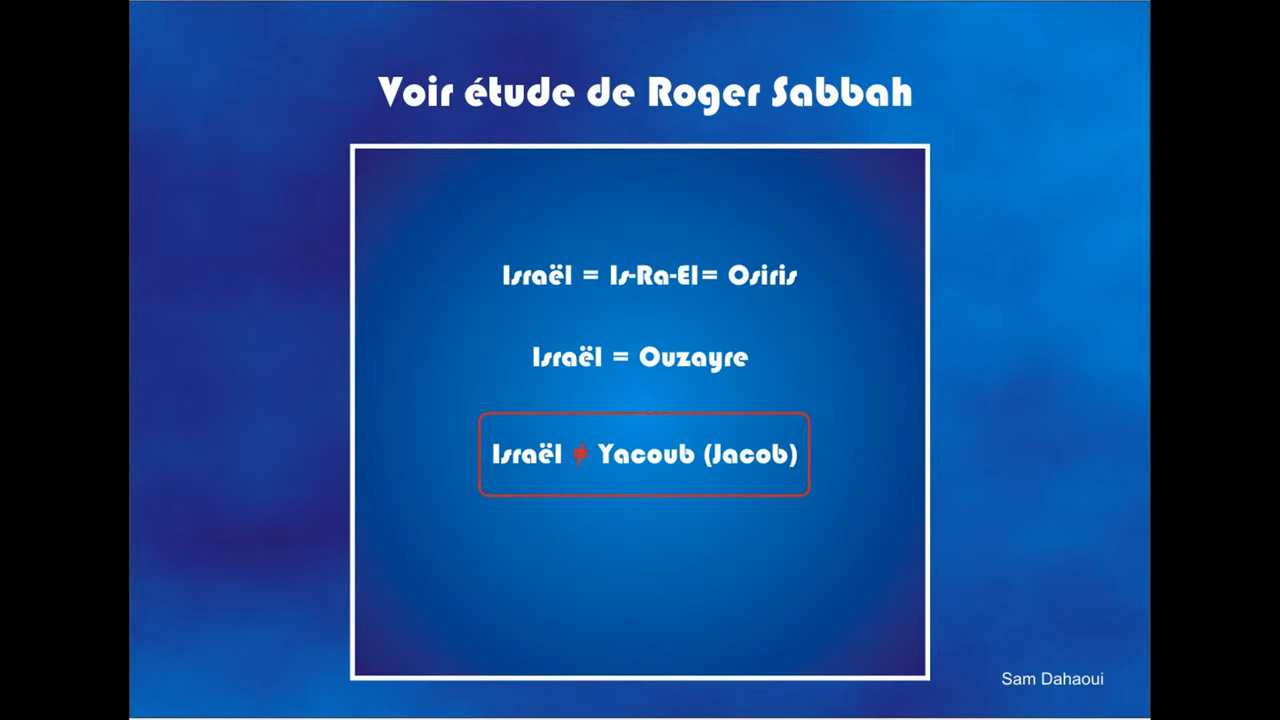 Voir étude de Roger Sabbah
Israël = Is-Ra-El= Osiris
Israël = Ouzayre
Israël ≠ Yacoub (Jacob)
Sam Dahaoui